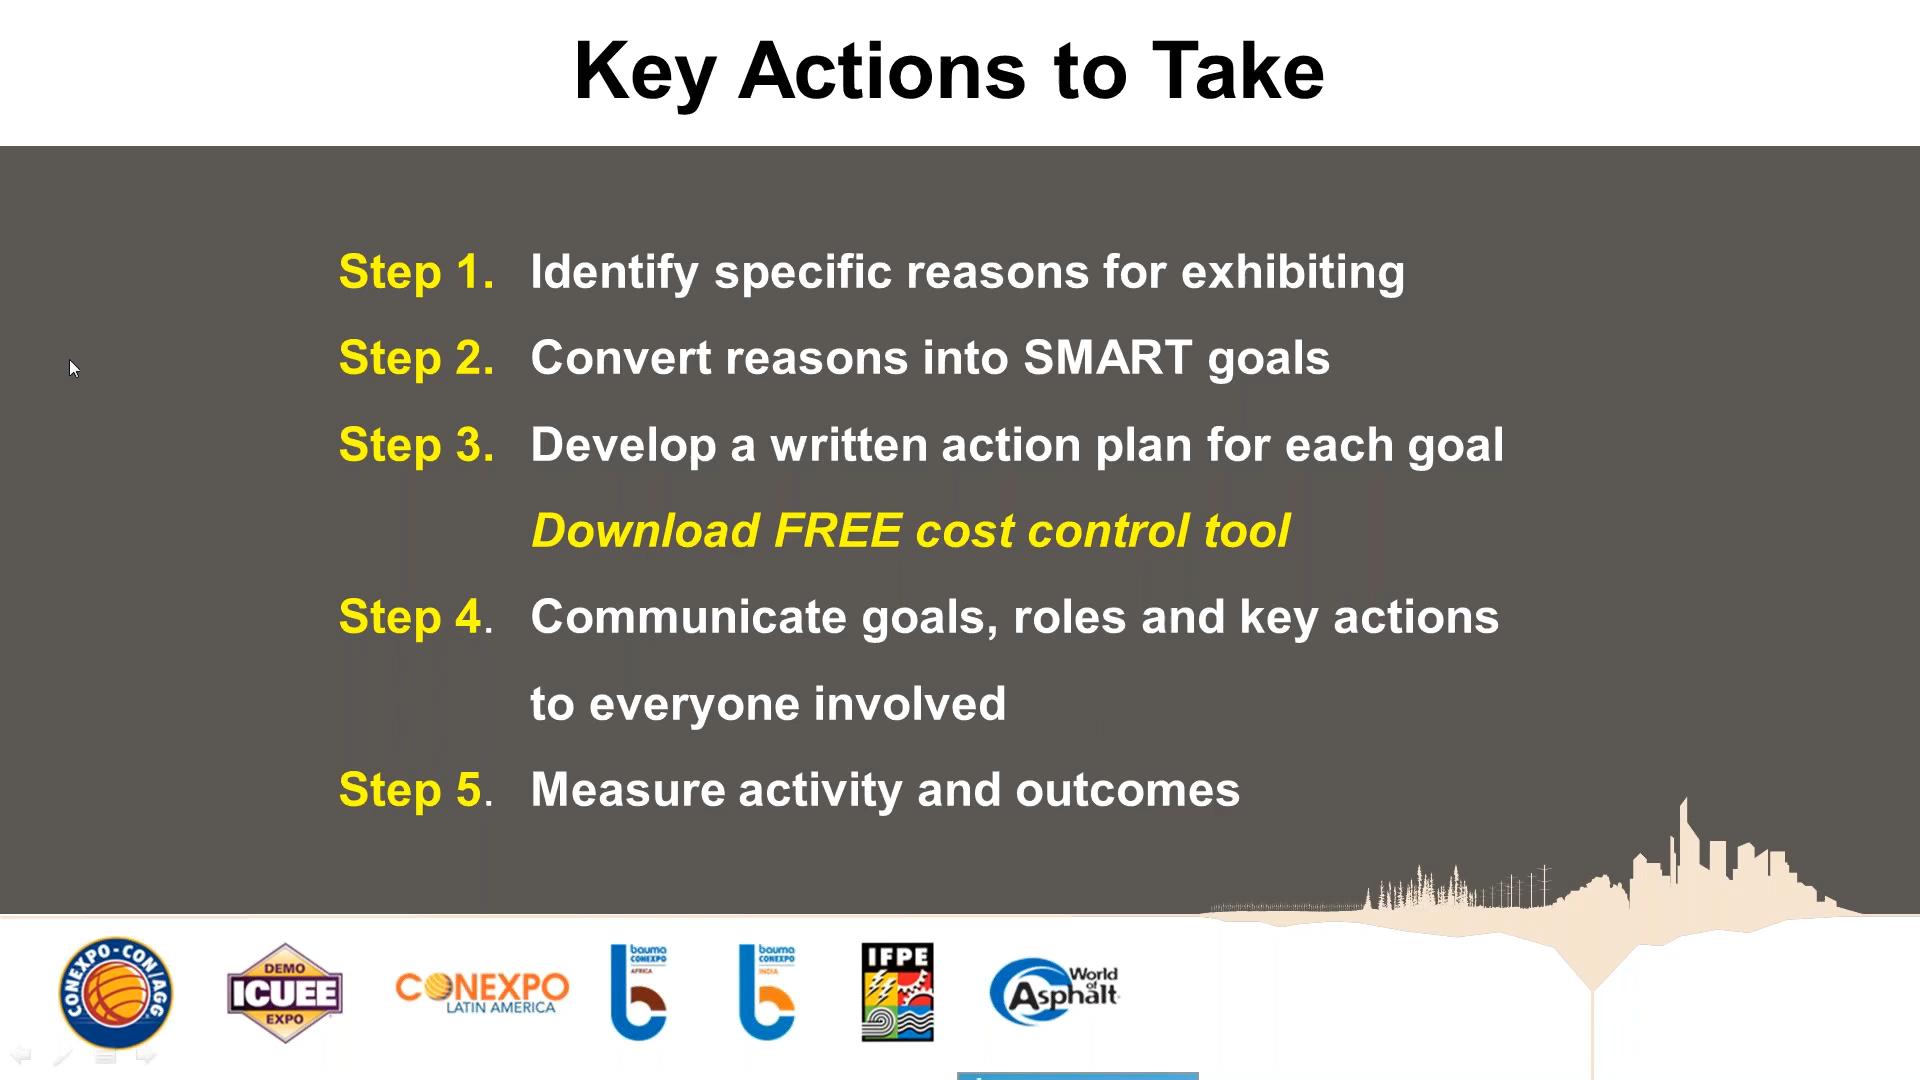 Key Actions to Take
Step 1. Identify specific reasons for exhibiting
Step 2. Convert reasons into SMART goals
Step 3. Develop a written action plan for each goal
Download FREE cost control tool
Step 4. Communicate goals, roles and key actions
to everyone involved
Step 5. Measure activity and outcomes
CONEXPO-CON/AGG
DEMO
ICUEE
EXPO
CONEXPO
LATIN AMERICA
bauma
CONEXPO
AFRICA
b
bauma
CONEXPO
INDIA
b
IFPE
World
of
Asphalt